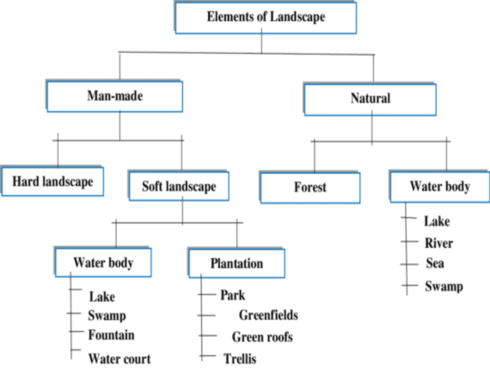 Elements of Landscape
Man-made
Natural
Hard landscape
Soft landscape
Forest
Water body
Lake
River
Sea
Swamp
Water body
Plantation
Lake
Swamp
Fountain
Water court
Park
Greenfields
Green roofs
Trellis